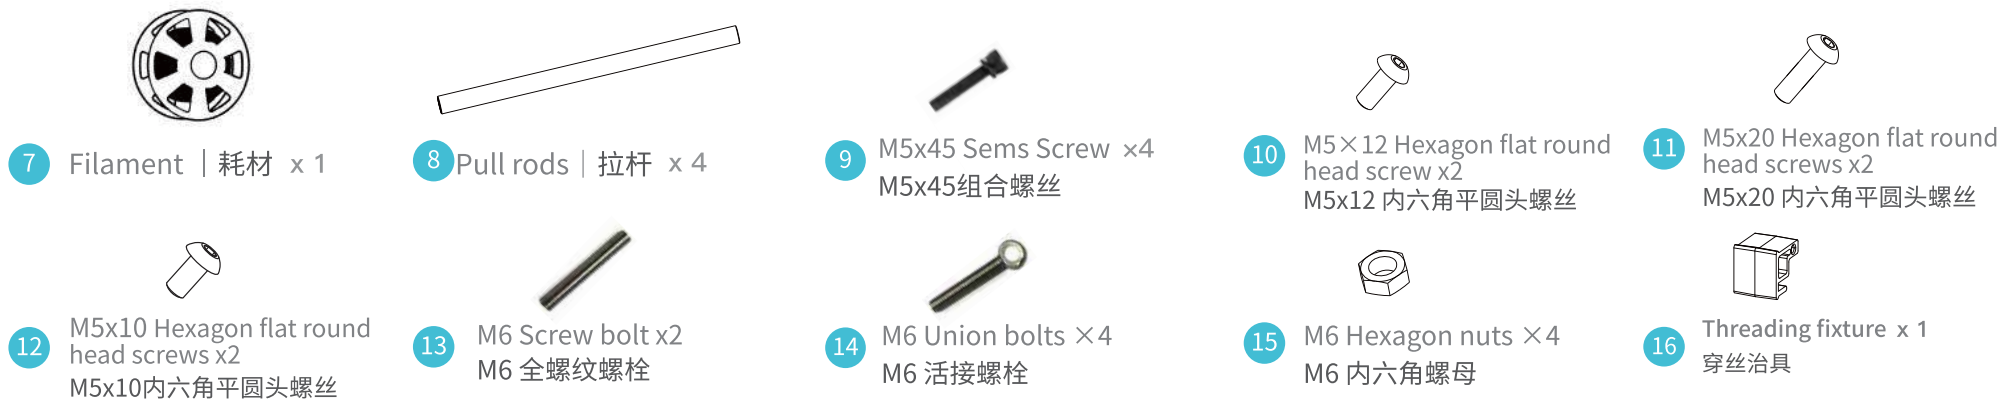 7 Filament | 耗材 x 1
8 Pull rods | 拉杆 x 4
9 M5x45 Sems Screw ×4
M5x45组合螺丝
10 M5×12 Hexagon flat round
head screw x2
M5x12 内六角平圆头螺丝
11 M5x20 Hexagon flat round
head screws x2
M5x20 内六角平圆头螺丝
12 M5x10 Hexagon flat round
head screws x2
M5x10内六角平圆头螺丝
13 M6 Screw bolt x2
M6 全螺纹螺栓
14 M6 Union bolts ×4
M6 活接螺栓
15 M6 Hexagon nuts ×4
M6 内六角螺母
16 Threading fixture x 1
穿丝治具